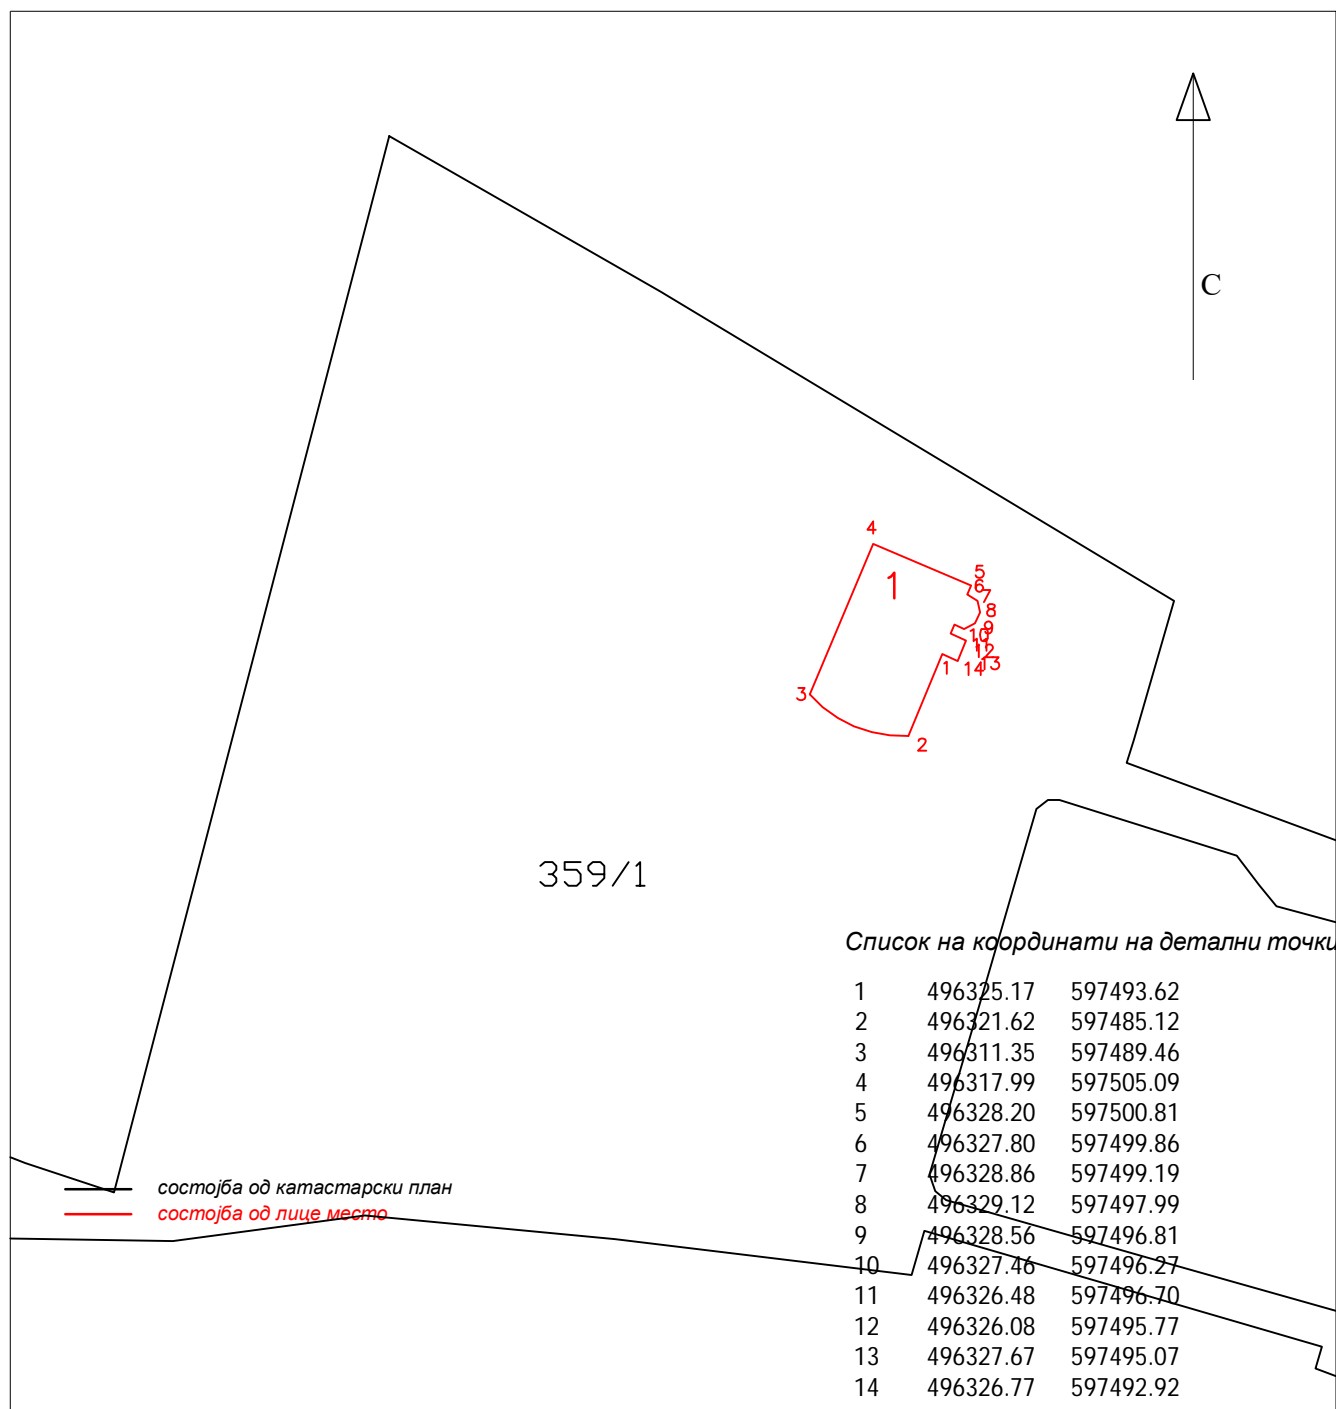 С
4
5
1
6
7
8
9
10
11
12
1
14
13
3
2
359/1
Список на координати на детални точки
1 496325.17 597493.62
2 496321.62 597485.12
3 496311.35 597489.46
4 496317.99 597505.09
5 496328.20 597500.81
6 496327.80 597499.86
7 496328.86 597499.19
8 496329.12 597497.99
9 496328.56 597496.81
10 496327.46 597496.27
11 496326.48 597496.70
12 496326.08 597495.77
13 496327.67 597495.07
14 496326.77 597492.92
состојба од катастарски план
состојба од лице место